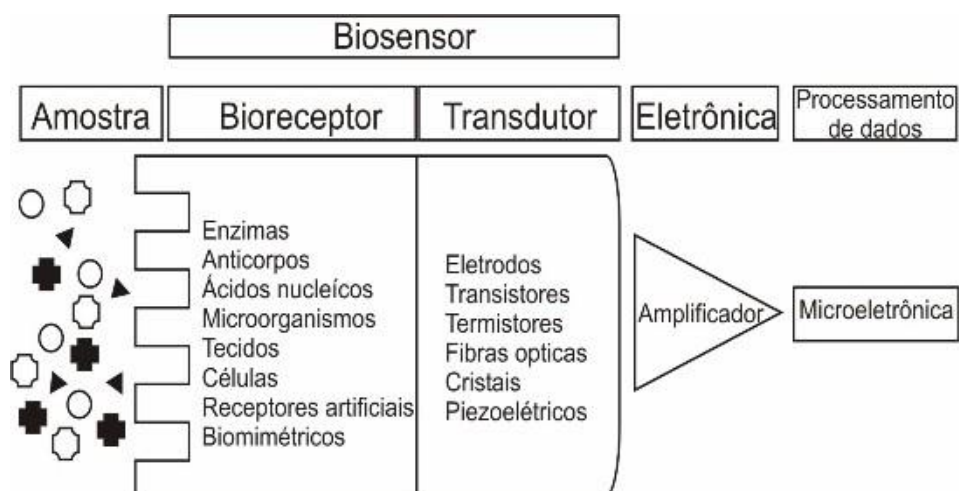 Biosensor
Amostra
Bioreceptor
Transdutor
Eletrônica
Processamento
de dados
Enzimas
Anticorpos
Ácidos nucleícos
Microorganismos
Tecidos
Células
Receptores artificiais
Biomiméticos
Eletrodos
Transistores
Termistores
Fibras opticas
Cristais
Piezoelétricos
Amplificador
Microeletrônica